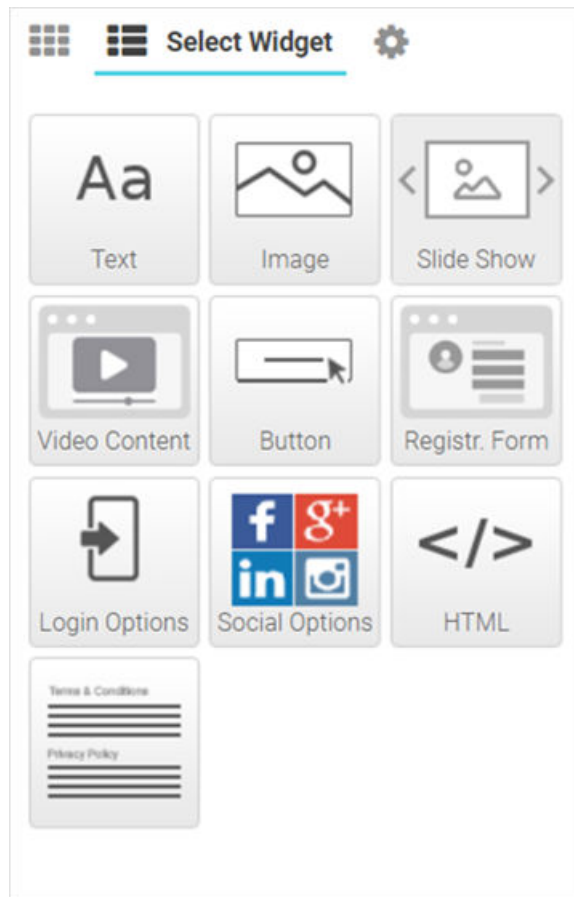 Select Widget
Aa
Text
Image
Slide Show
Video Content
Button
Registr. Form
Login Options
f g+
in
Social Options
</>
HTML
Terms & Conditions
Privacy Policy